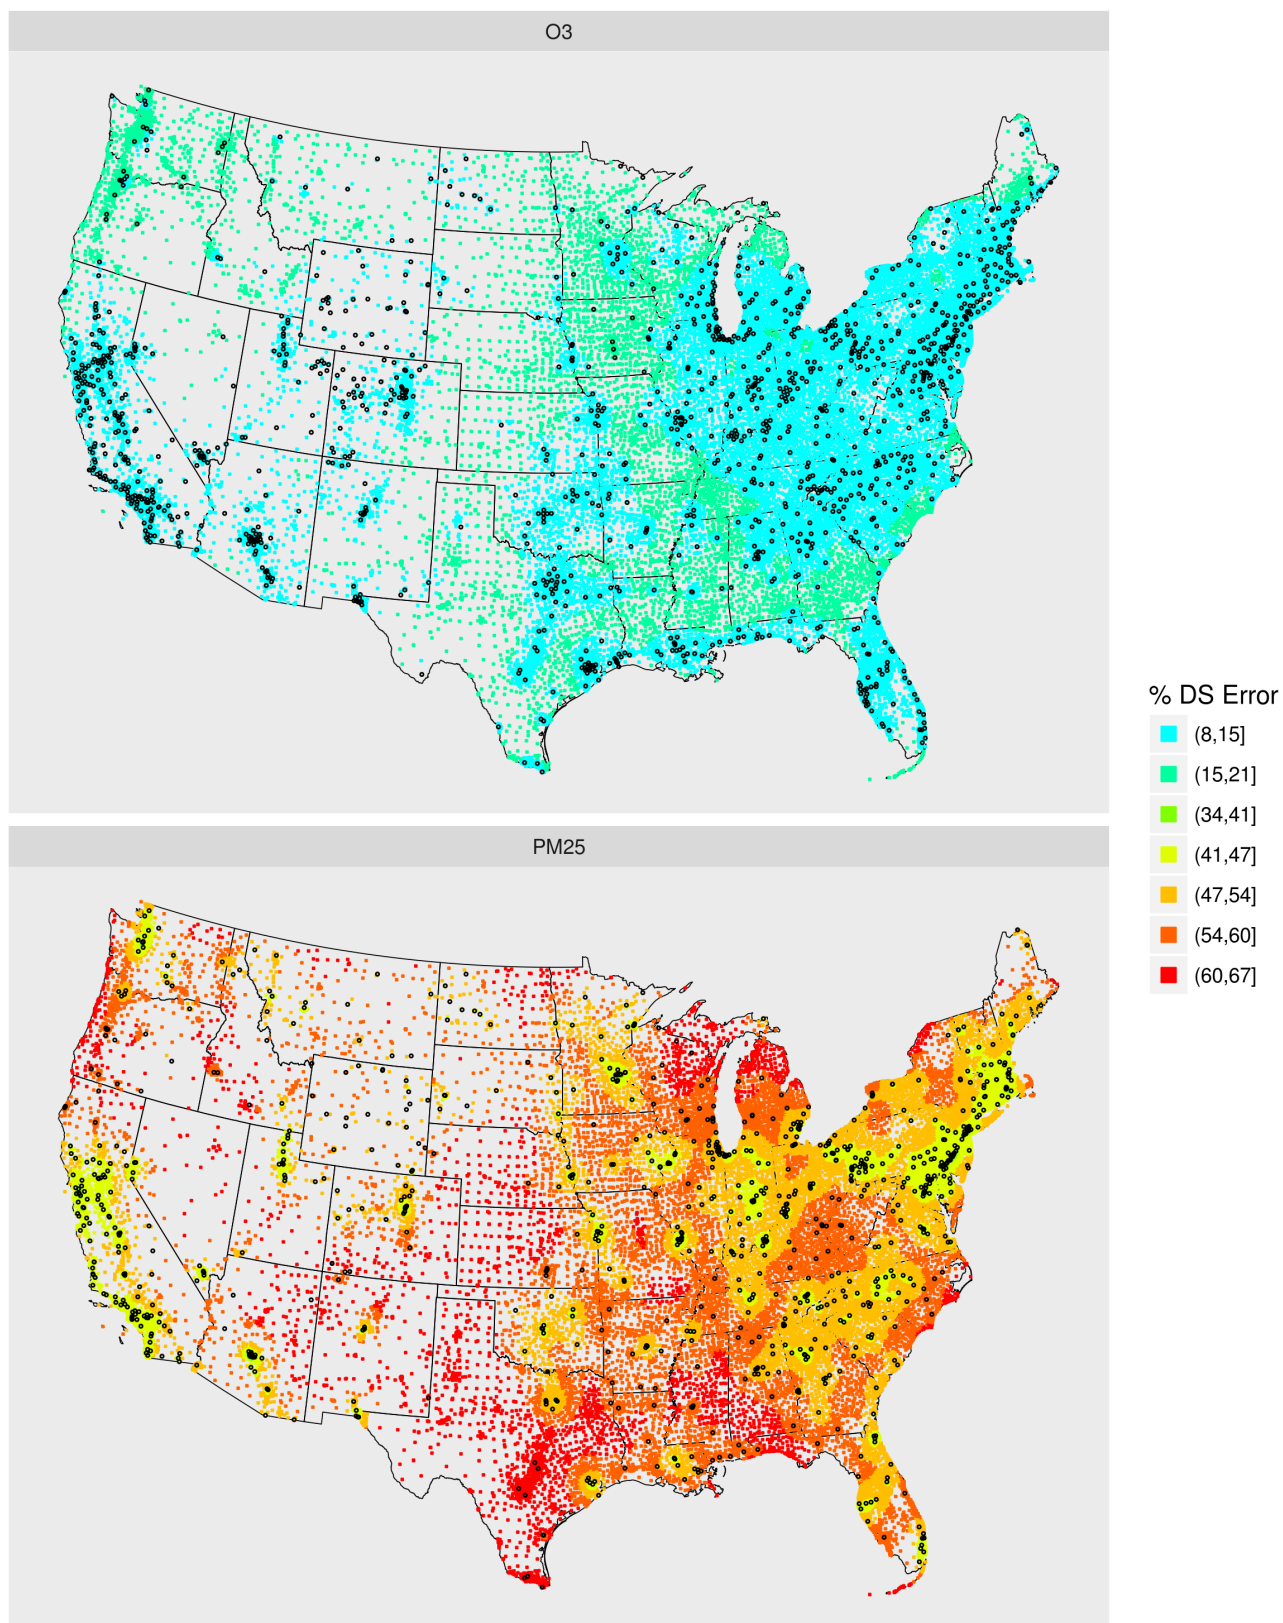 O3
% DS Error
(8,15]
(15,21]
(34,41]
(41,47]
(47,54]
(54,60]
(60,67]
PM25